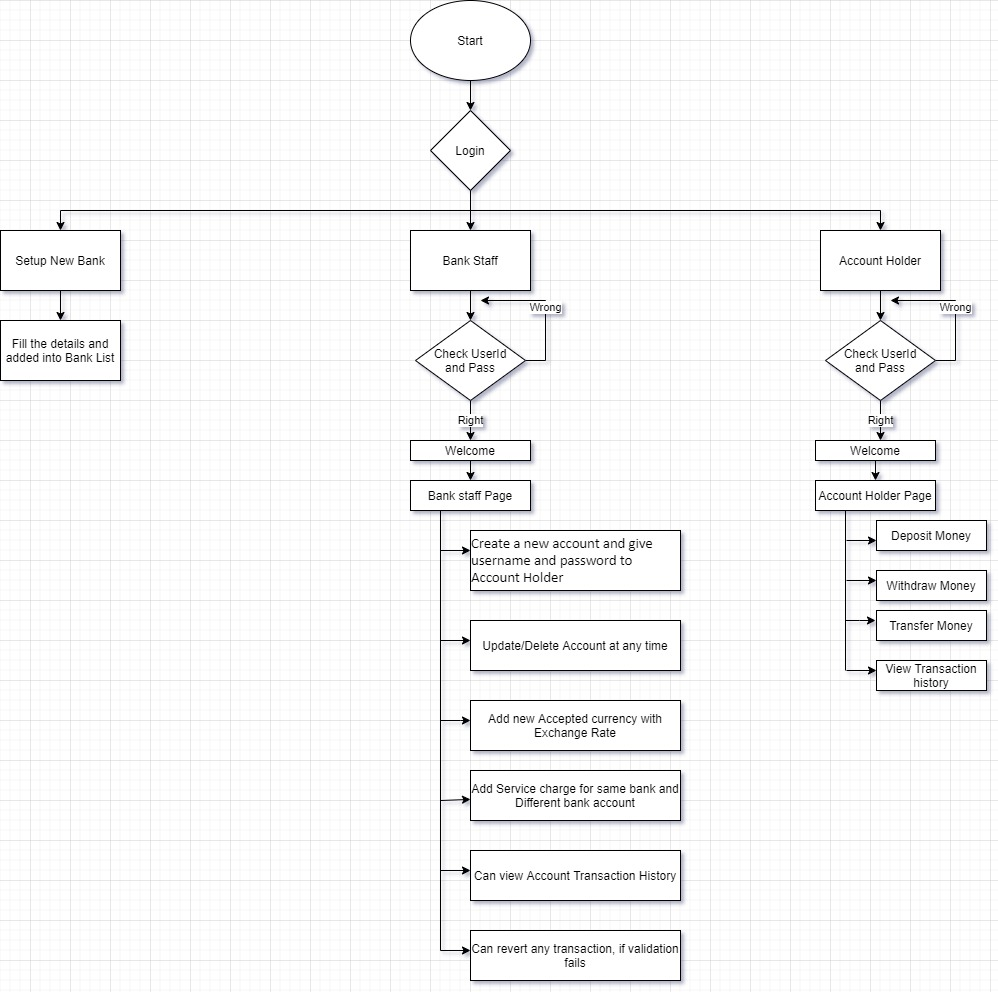 Start
Login
Setup New Bank
Bank Staff
Account Holder
Wrong
Wrong
Fill the details and
added into Bank List
Check UserId
and Pass
Check UserId
and Pass
Right
Right
Welcome
Welcome
Bank staff Page
Account Holder Page
Create a new account and give
username and password to
Account Holder
Update/Delete Account at any time
Add new Accepted currency with
Exchange Rate
Add Service charge for same bank and
Different bank account
Can view Account Transaction History
Can revert any transaction, if validation
fails
Deposit Money
Withdraw Money
Transfer Money
View Transaction
history